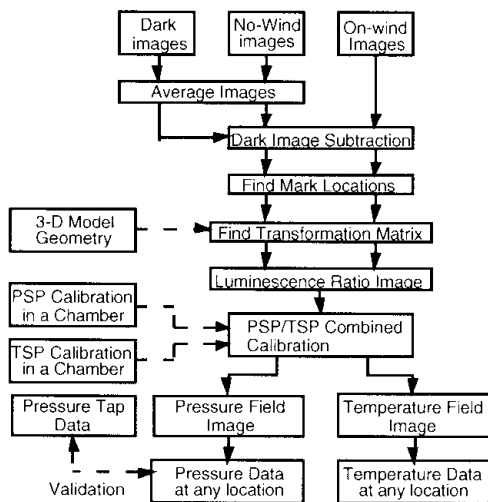 Dark
images
No-Wind
images
On-wind
Images
Average Images
Dark Image Subtraction
Find Mark Locations
3-D Model
Geometry
Find Transformation Matrix
Luminescence Ratio Image
PSP Calibration
in a Chamber
PSP/TSP Combined
Calibration
TSP Calibration
in a Chamber
Pressure Tap
Data
Pressure Field
Image
Temperature Field
Image
Validation
Pressure Data
at any location
Temperature Data
at any location